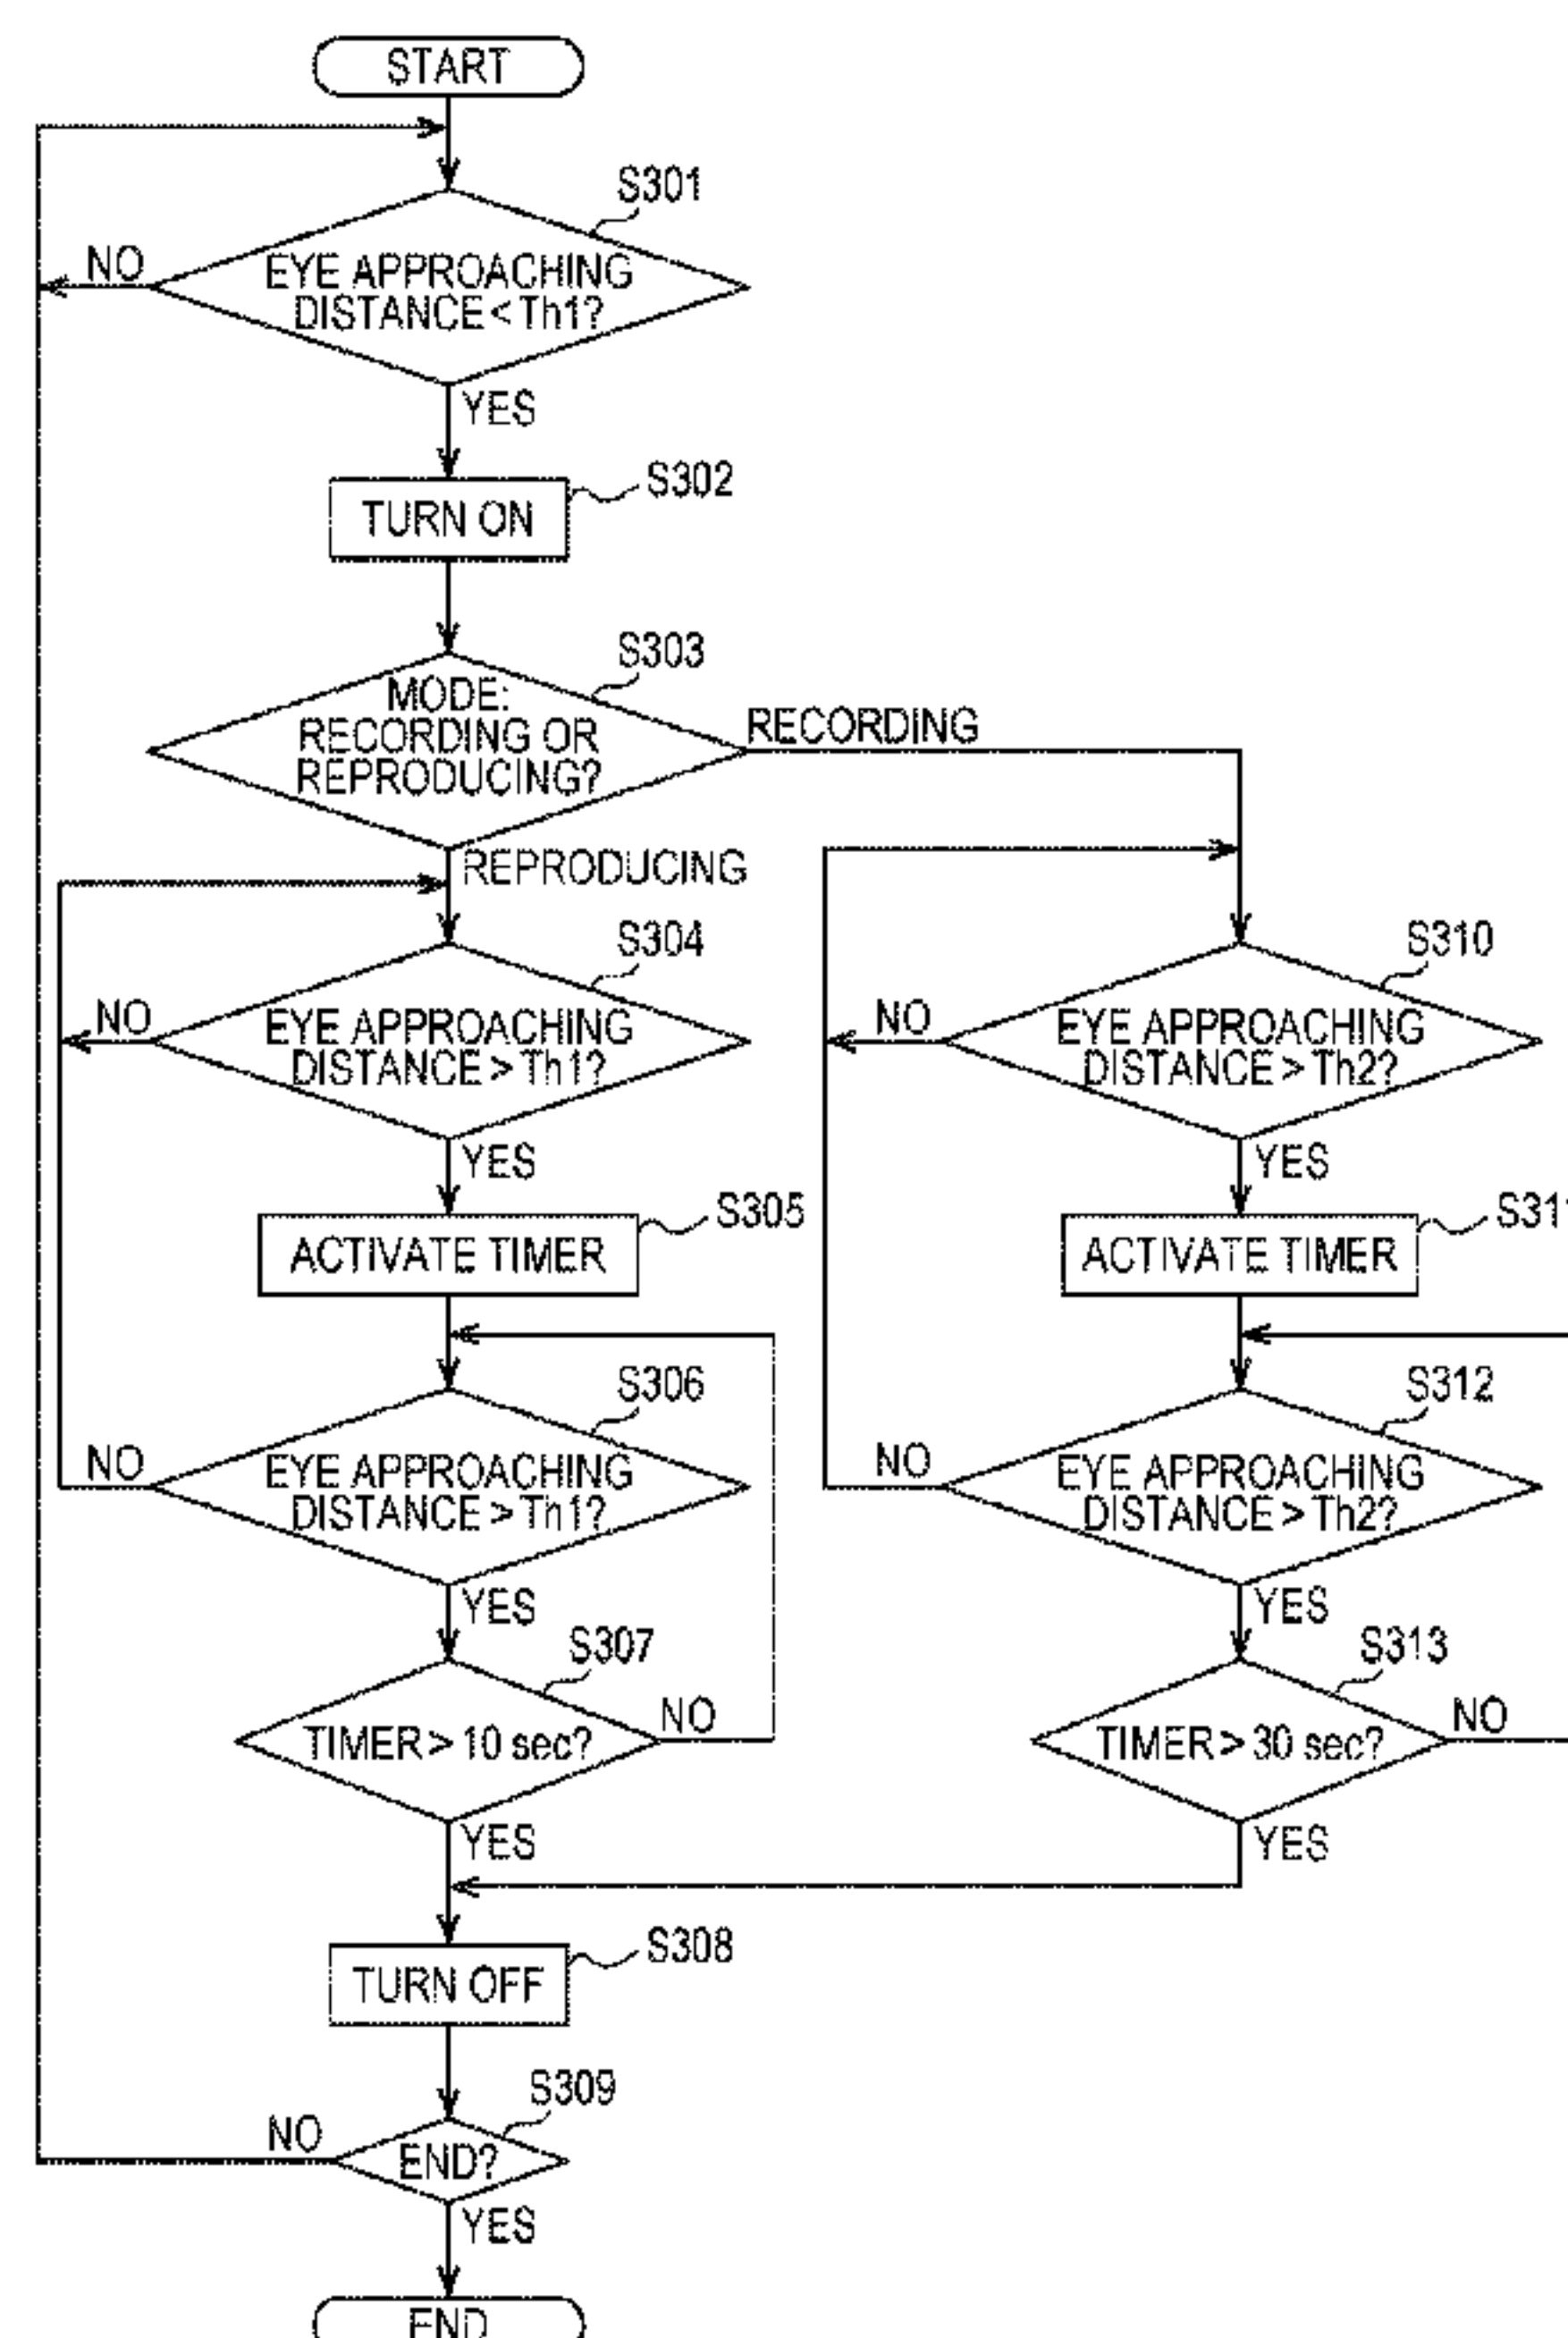 START
S301
NO
EYE APPROACHING
DISTANCE < Th1?
YES
S302
TURN ON
S303
MODE:
RECORDING OR
REPRODUCING?
RECORDING
REPRODUCING
S304
NO
EYE APPROACHING
DISTANCE > Th1?
YES
S310
NO
EYE APPROACHING
DISTANCE > Th2?
YES
S305
ACTIVATE TIMER
S311
ACTIVATE TIMER
S306
NO
EYE APPROACHING
DISTANCE > Th1?
YES
S312
NO
EYE APPROACHING
DISTANCE > Th2?
YES
S307
TIMER > 10 sec?
NO
YES
S313
TIMER > 30 sec?
NO
YES
S308
TURN OFF
S309
NO
END?
YES
END